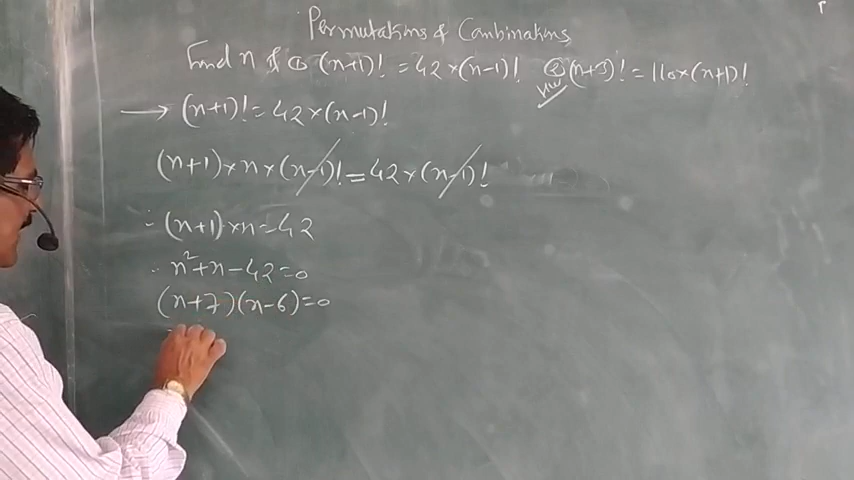 Permutations & Combinations
Find n if ① (n+1)! = 42×(n-1)! ② (n+3)! = 110×(n+1)!
HW
→ (n+1)! = 42×(n-1)!
(n+1)×n×(n-1)! = 42×(n-1)!
∴ (n+1)×n = 42
∴ n²+n-42=0
(n+7)(n-6)=0